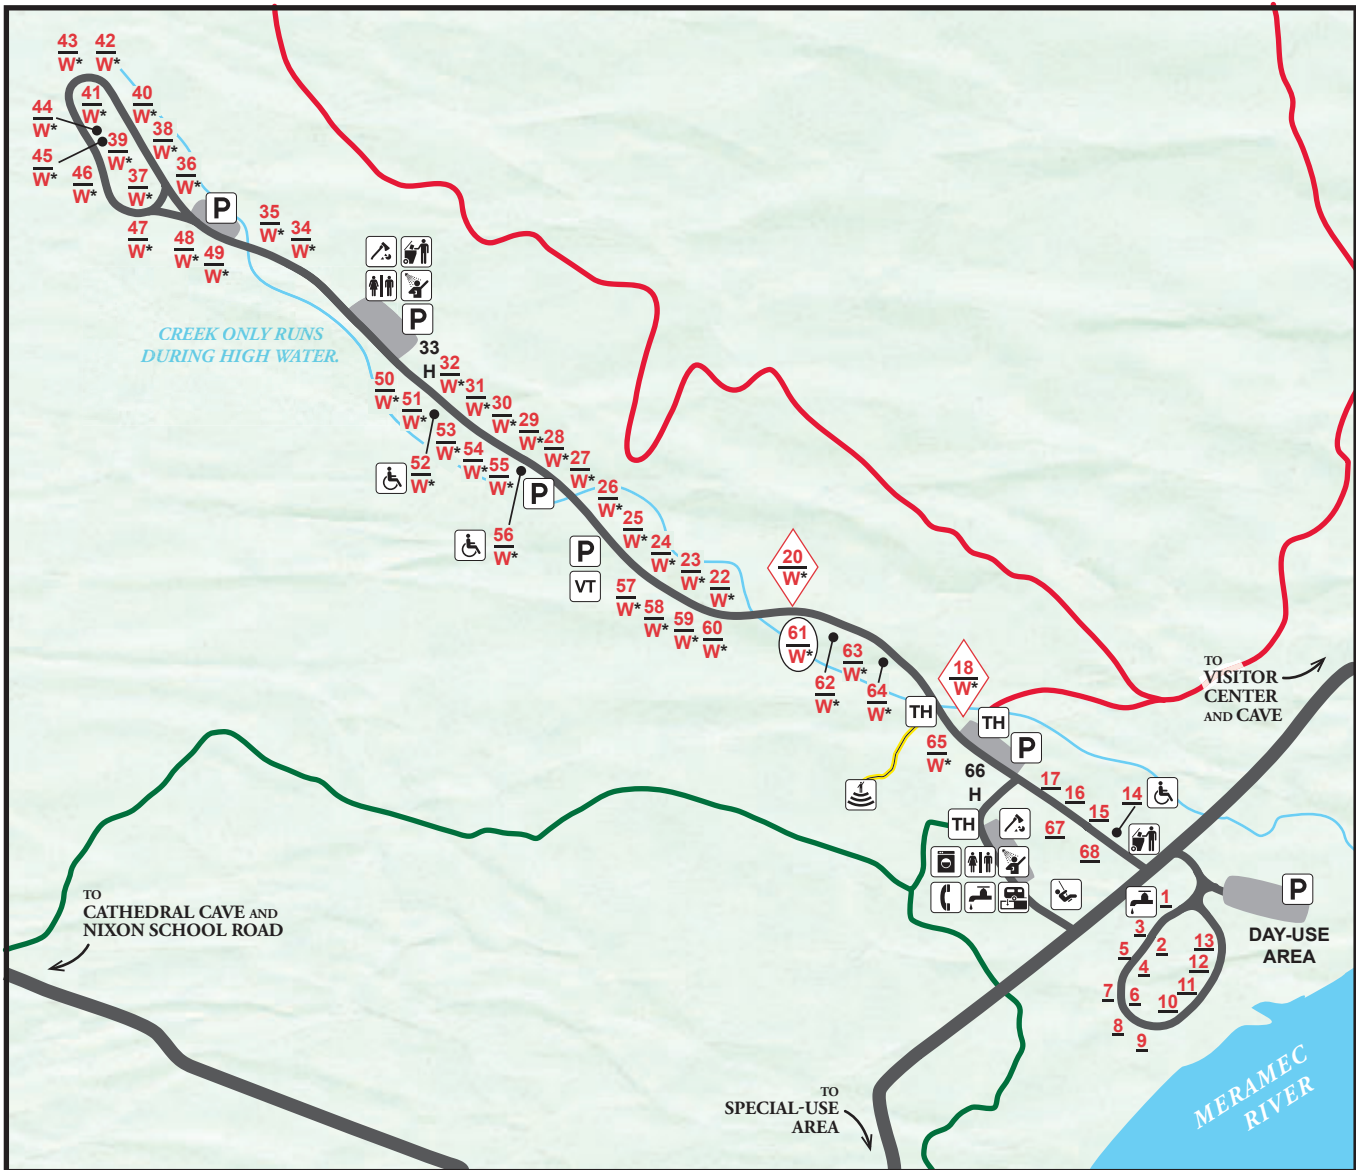 43
W*
42
W*
41
W*
40
W*
44
W*
38
W*
39
W*
45
W*
36
W*
46
W*
37
W*
P
35
W*
34
W*
47
W*
48
W*
49
W*
P
CREEK ONLY RUNS
DURING HIGH WATER.
33
H
32
W*
31
W*
50
W*
51
W*
30
W*
29
W*
53
W*
28
W*
54
W*
27
W*
52
W*
55
W*
P
26
W*
25
W*
56
W*
24
W*
P
VT
23
W*
22
W*
20
W*
57
W*
58
W*
59
W*
60
W*
61
W*
63
W*
62
W*
64
W*
18
W*
TO
VISITOR
CENTER
AND CAVE
TH
TH
P
65
W*
66
H
17
16
14
15
TH
67
68
1
P
3
DAY-USE
AREA
5
2
13
4
12
7
6
11
10
8
9
TO
CATHEDRAL CAVE AND
NIXON SCHOOL ROAD
TO
SPECIAL-USE
AREA
MERAMEC
RIVER